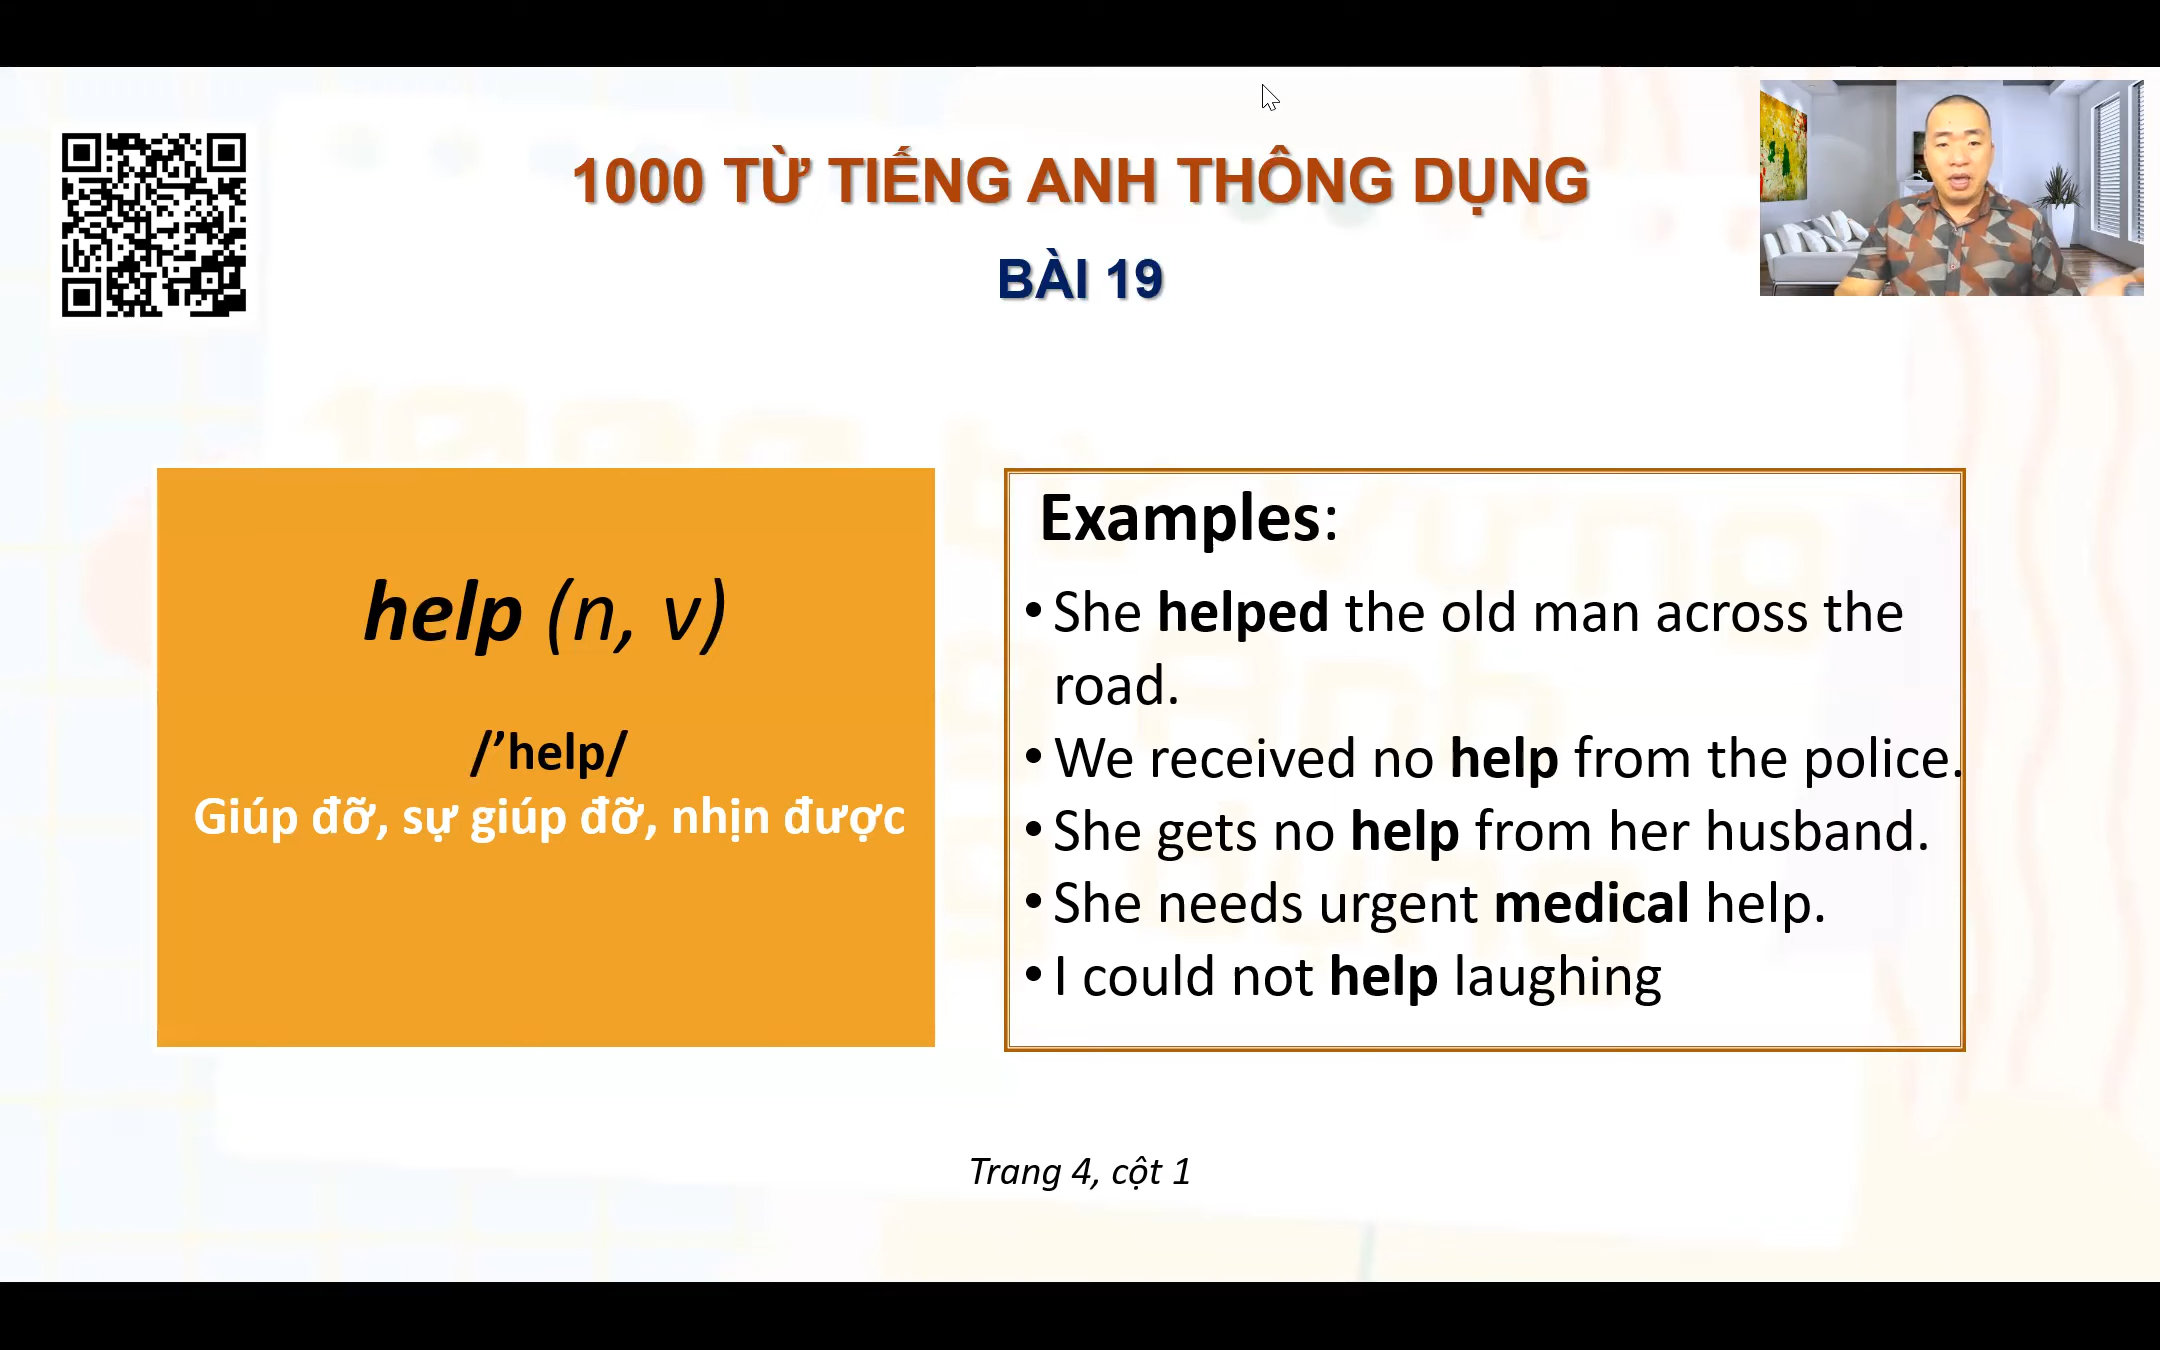 1000 TỪ TIẾNG ANH THÔNG DỤNG
BÀI 19
help (n, v)
/’help/
Giúp đỡ, sự giúp đỡ, nhịn được
Examples:
• She helped the old man across the
road.
• We received no help from the police.
• She gets no help from her husband.
• She needs urgent medical help.
• I could not help laughing
Trang 4, cột 1